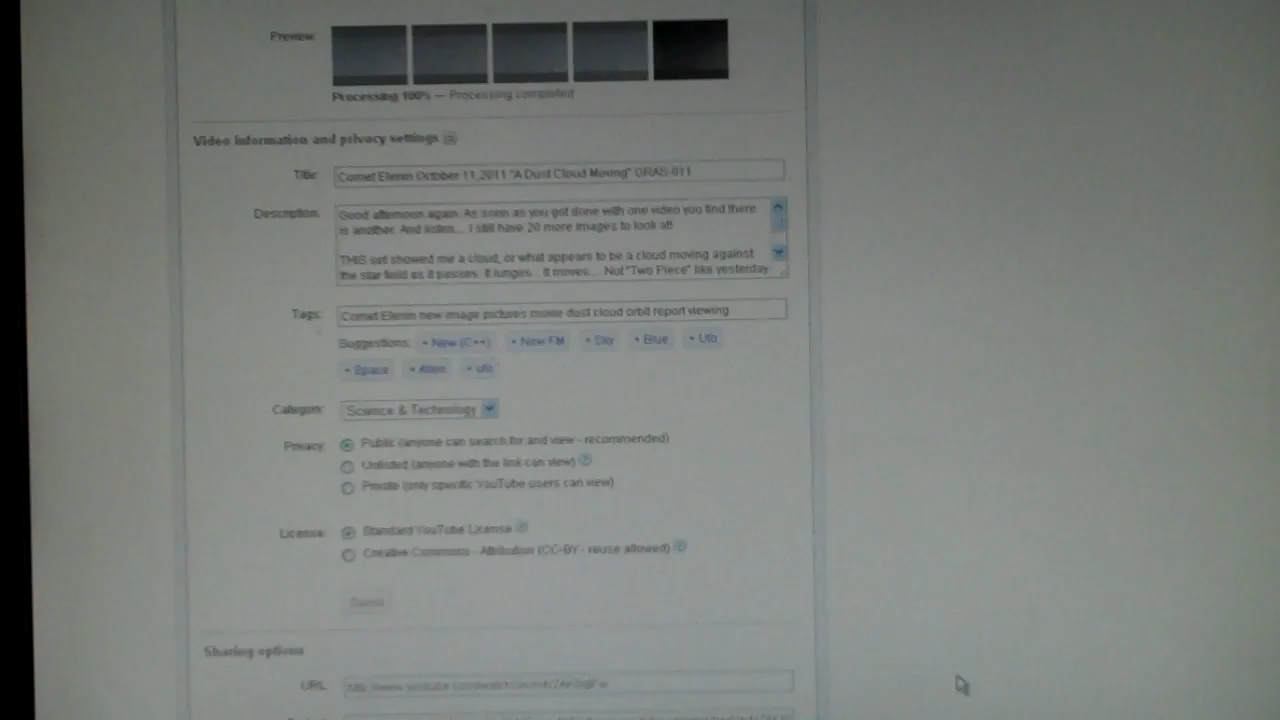 Preview:
Processing 100% — Processing completed
Video information and privacy settings
Title:
Comet Elenin October 11,2011 "A Dust Cloud Moving" GRAS-011
Description:
Good afternoon again. As soon as you get done with one video you find there
is another. And listen... I still have 20 more images to look at!
THIS set showed me a cloud, or what appears to be a cloud moving against
the star field as it passes. It lunges... It moves... Not "Two Piece" like yesterday.
Tags:
Comet Elenin new image pictures movie dust cloud orbit report viewing
Suggestions: + New (C++) + New FM + Sky + Blue + Ufo
+ Space + Alien + ufo
Category:
Science & Technology
Privacy:
Public (anyone can search for and view - recommended)
Unlisted (anyone with the link can view)
Private (only specific YouTube users can view)
License:
Standard YouTube License
Creative Commons - Attribution (CC-BY - reuse allowed)
Sharing options
URL